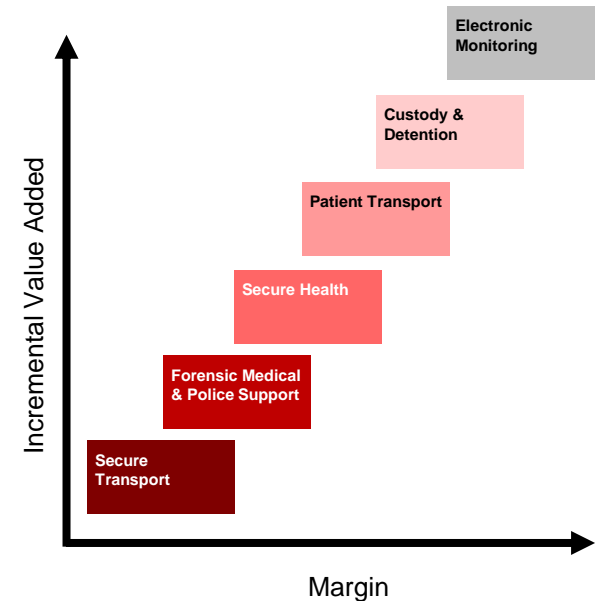 Electronic
Monitoring
Custody &
Detention
Patient Transport
Secure Health
Forensic Medical
& Police Support
Secure
Transport
Incremental Value Added
Margin